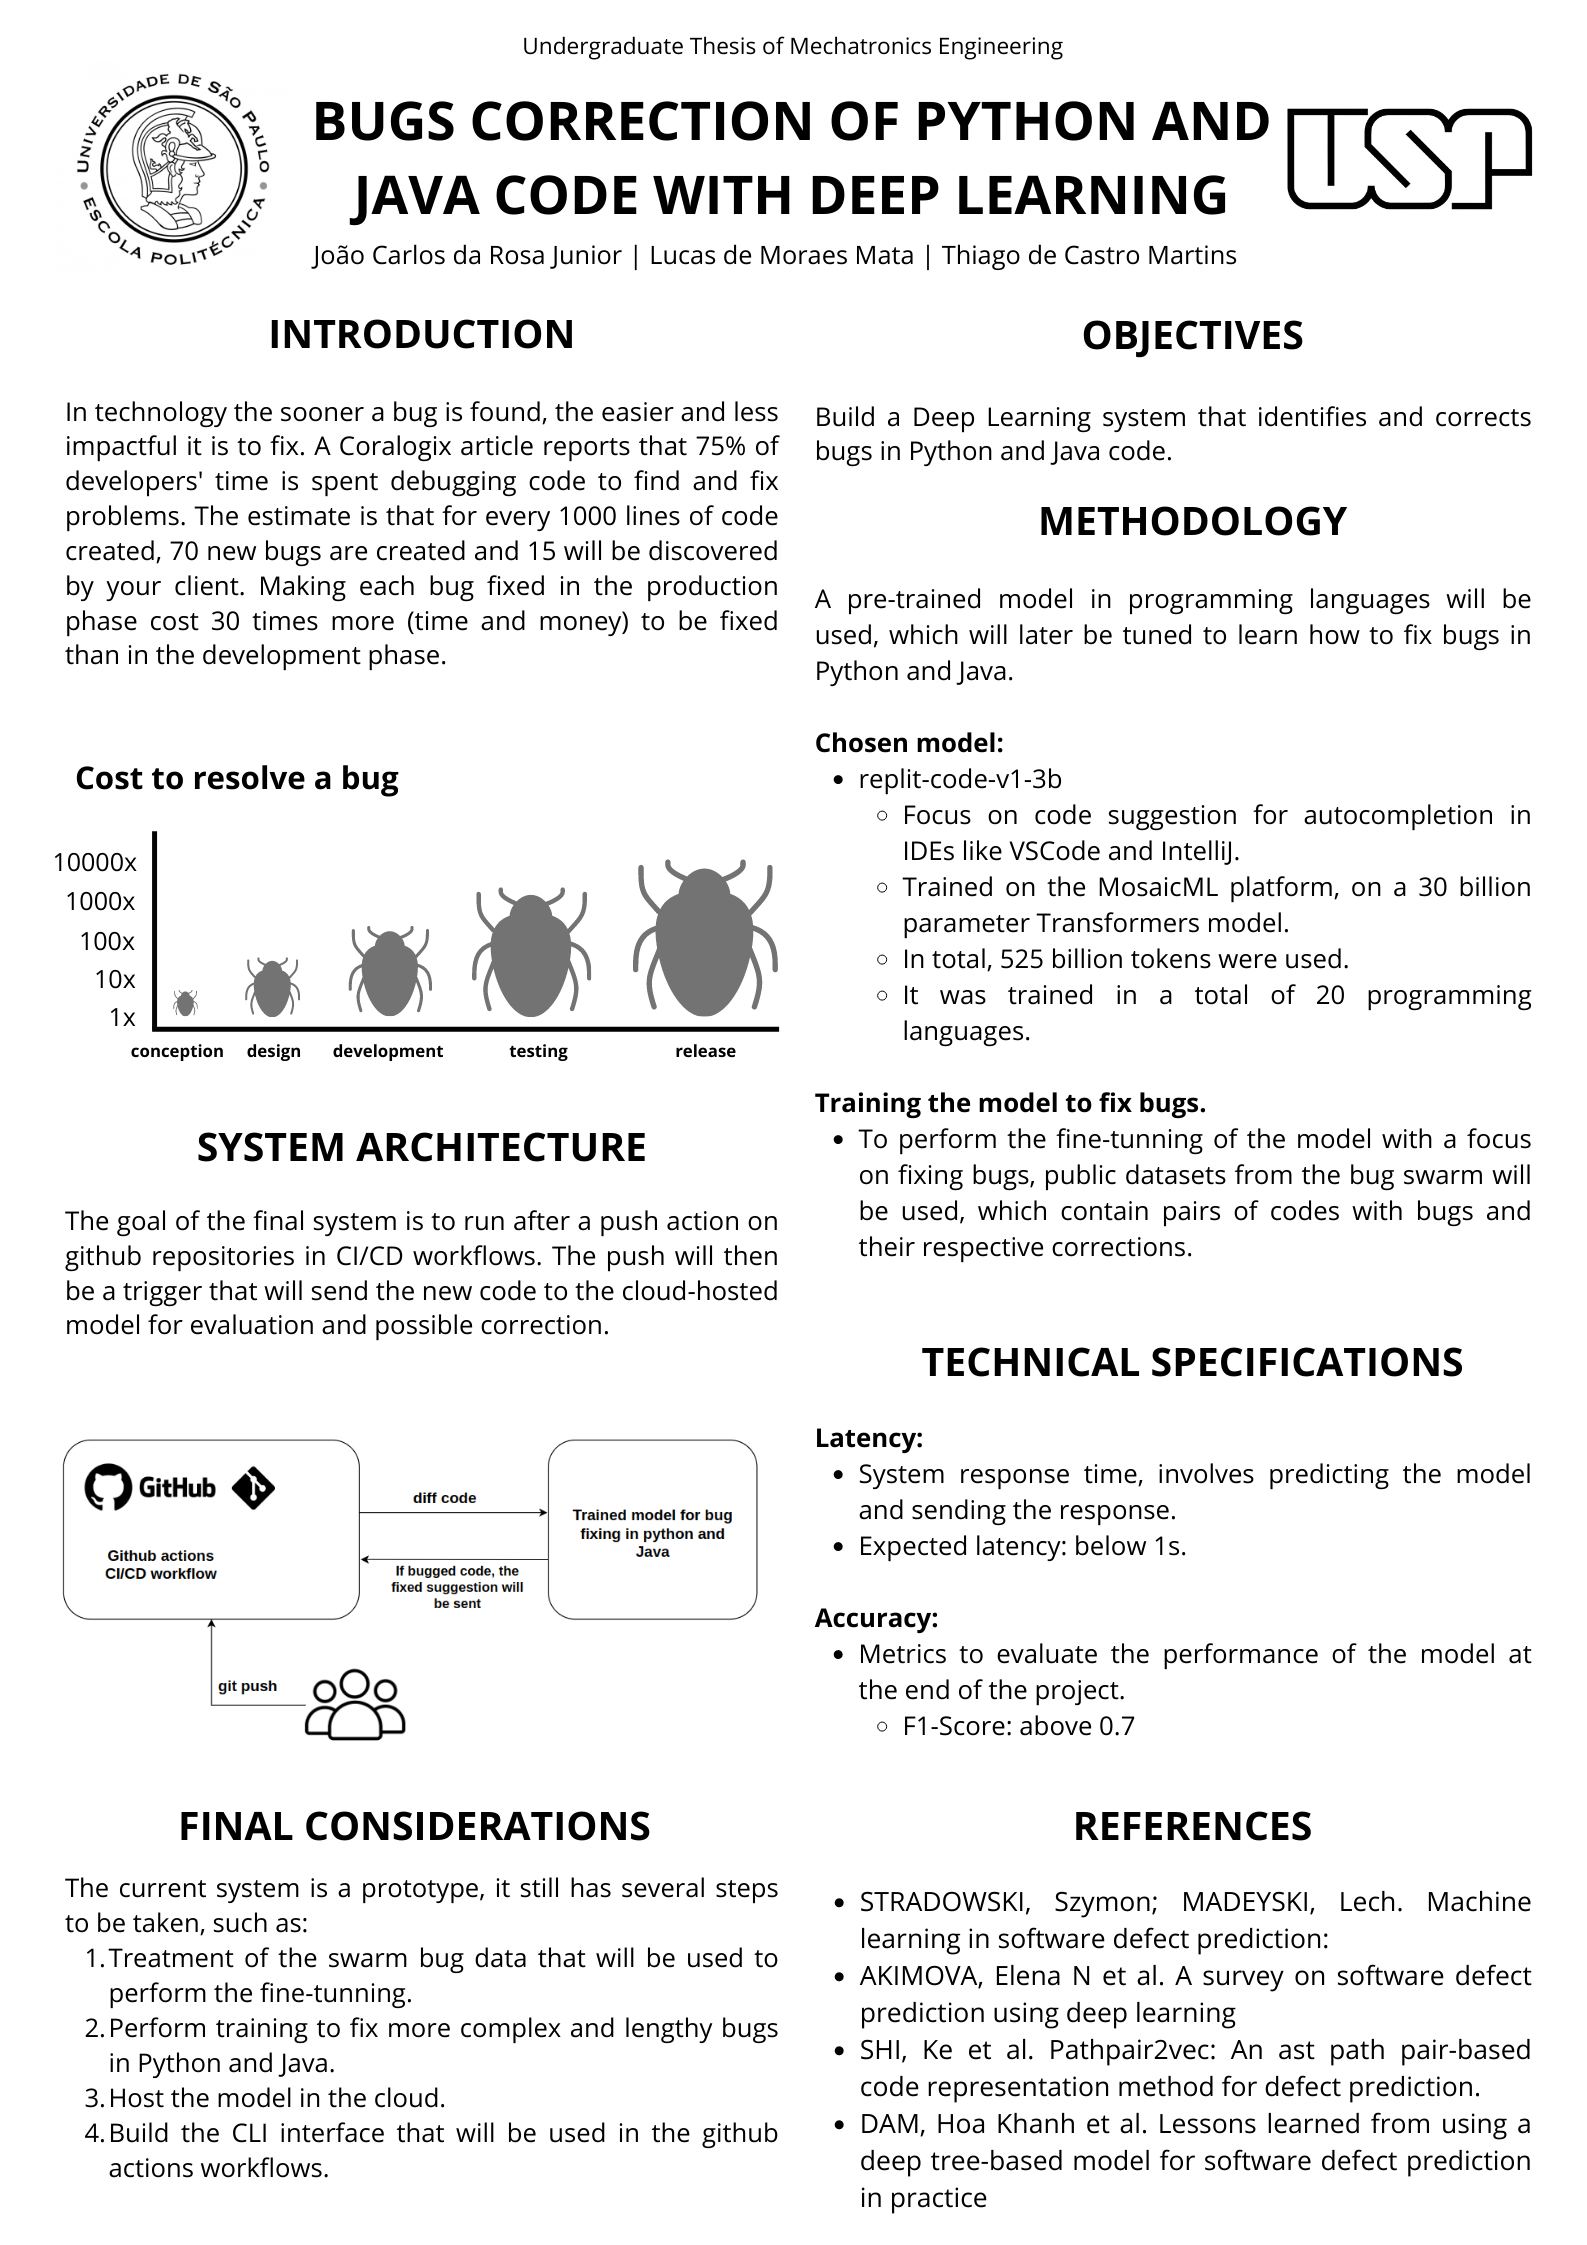 Undergraduate Thesis of Mechatronics Engineering
UNIVERSIDADE DE SÃO PAULO
ESCOLA POLITÉCNICA
BUGS CORRECTION OF PYTHON AND
JAVA CODE WITH DEEP LEARNING
USP
João Carlos da Rosa Junior | Lucas de Moraes Mata | Thiago de Castro Martins
INTRODUCTION
In technology the sooner a bug is found, the easier and less
impactful it is to fix. A Coralogix article reports that 75% of
developers' time is spent debugging code to find and fix
problems. The estimate is that for every 1000 lines of code
created, 70 new bugs are created and 15 will be discovered
by your client. Making each bug fixed in the production
phase cost 30 times more (time and money) to be fixed
than in the development phase.
Cost to resolve a bug
10000x
1000x
100x
10x
1x
conception design development testing release
SYSTEM ARCHITECTURE
The goal of the final system is to run after a push action on
github repositories in CI/CD workflows. The push will then
be a trigger that will send the new code to the cloud-hosted
model for evaluation and possible correction.
GitHub
Github actions
CI/CD workflow
diff code
If bugged code, the
fixed suggestion will
be sent
Trained model for bug
fixing in python and
Java
git push
FINAL CONSIDERATIONS
The current system is a prototype, it still has several steps
to be taken, such as:
1. Treatment of the swarm bug data that will be used to
perform the fine-tunning.
2. Perform training to fix more complex and lengthy bugs
in Python and Java.
3. Host the model in the cloud.
4. Build the CLI interface that will be used in the github
actions workflows.
OBJECTIVES
Build a Deep Learning system that identifies and corrects
bugs in Python and Java code.
METHODOLOGY
A pre-trained model in programming languages will be
used, which will later be tuned to learn how to fix bugs in
Python and Java.
Chosen model:
• replit-code-v1-3b
◦ Focus on code suggestion for autocompletion in
IDEs like VSCode and IntelliJ.
◦ Trained on the MosaicML platform, on a 30 billion
parameter Transformers model.
◦ In total, 525 billion tokens were used.
◦ It was trained in a total of 20 programming
languages.
Training the model to fix bugs.
• To perform the fine-tunning of the model with a focus
on fixing bugs, public datasets from the bug swarm will
be used, which contain pairs of codes with bugs and
their respective corrections.
TECHNICAL SPECIFICATIONS
Latency:
• System response time, involves predicting the model
and sending the response.
• Expected latency: below 1s.
Accuracy:
• Metrics to evaluate the performance of the model at
the end of the project.
◦ F1-Score: above 0.7
REFERENCES
• STRADOWSKI, Szymon; MADEYSKI, Lech. Machine
learning in software defect prediction:
• AKIMOVA, Elena N et al. A survey on software defect
prediction using deep learning
• SHI, Ke et al. Pathpair2vec: An ast path pair-based
code representation method for defect prediction.
• DAM, Hoa Khanh et al. Lessons learned from using a
deep tree-based model for software defect prediction
in practice